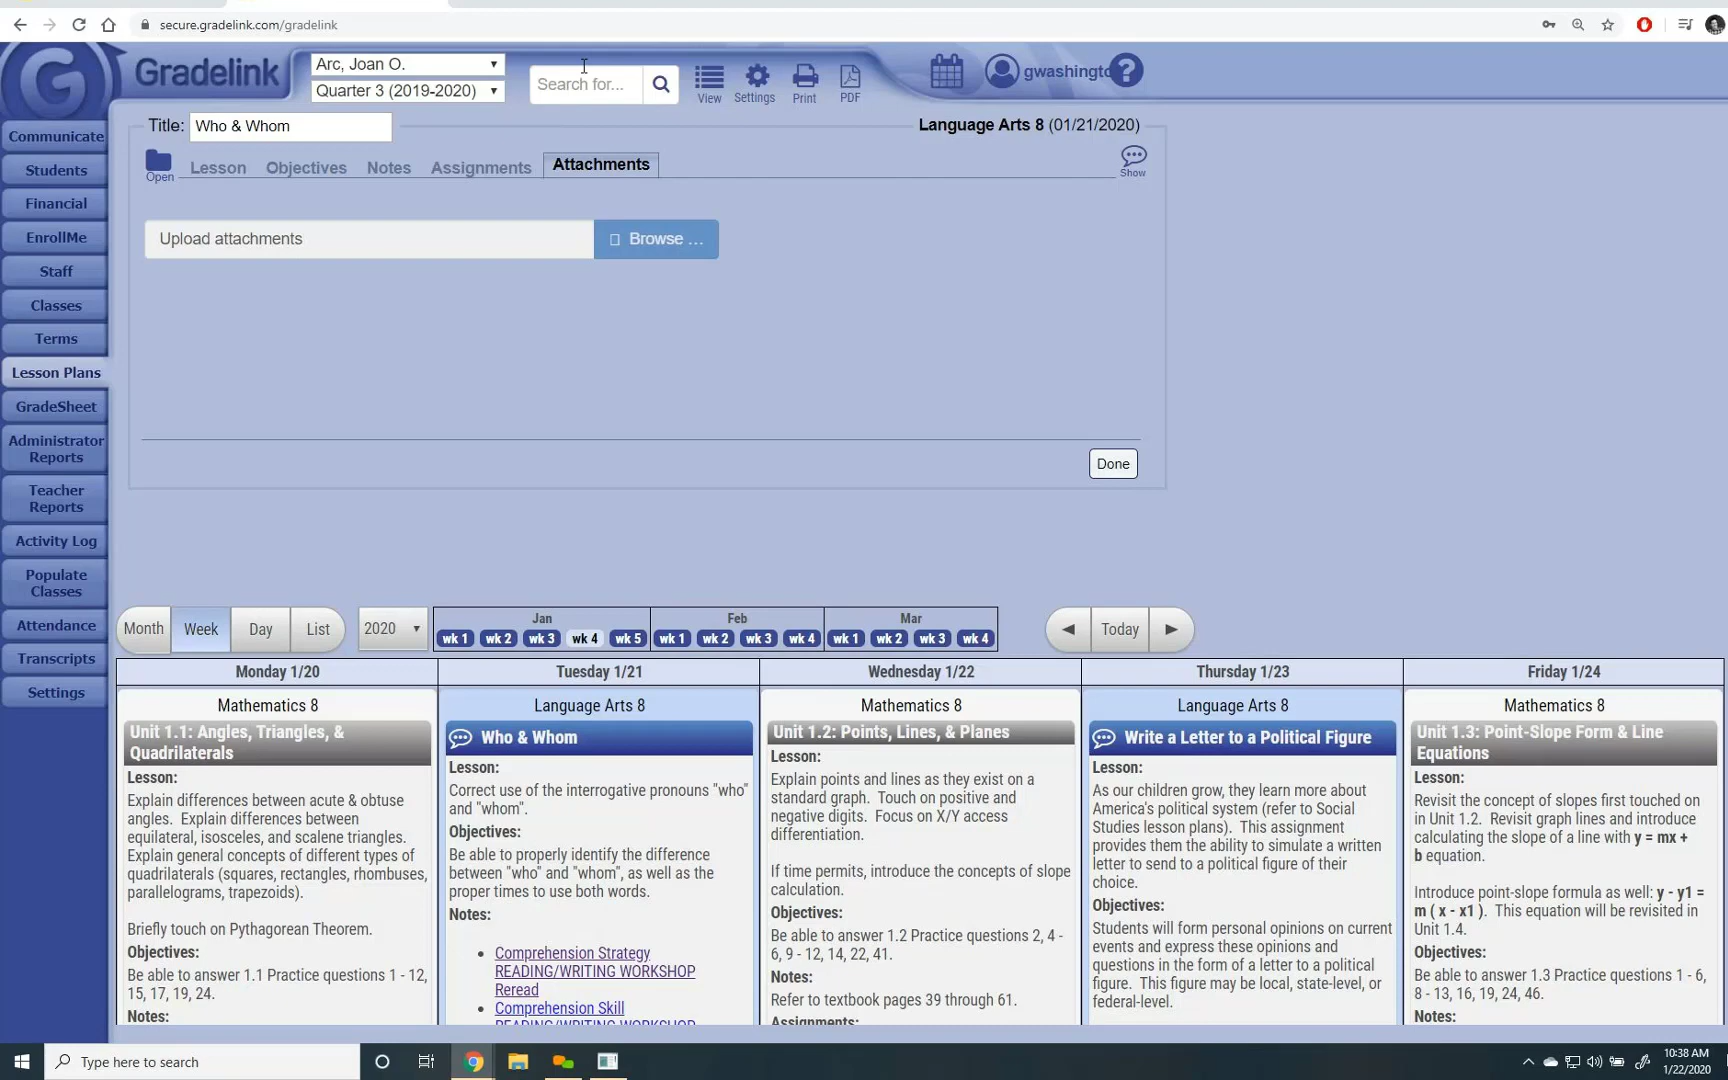 secure.gradelink.com/gradelink
Gradelink
Arc, Joan O.
Quarter 3 (2019-2020)
Search for...
View
Settings
Print
PDF
gwashingto
?
Title:
Who & Whom
Language Arts 8 (01/21/2020)
Open
Lesson
Objectives
Notes
Assignments
Attachments
Show
Upload attachments
Browse ...
Done
Communicate
Students
Financial
EnrollMe
Staff
Classes
Terms
Lesson Plans
GradeSheet
Administrator
Reports
Teacher
Reports
Activity Log
Populate
Classes
Attendance
Transcripts
Settings
Month
Week
Day
List
2020
Jan
Feb
Mar
wk 1
wk 2
wk 3
wk 4
wk 5
wk 1
wk 2
wk 3
wk 4
wk 1
wk 2
wk 3
wk 4
Today
Monday 1/20
Tuesday 1/21
Wednesday 1/22
Thursday 1/23
Friday 1/24
Mathematics 8
Unit 1.1: Angles, Triangles, &
Quadrilaterals
Lesson:
Explain differences between acute & obtuse
angles. Explain differences between
equilateral, isosceles, and scalene triangles.
Explain general concepts of different types of
quadrilaterals (squares, rectangles, rhombuses,
parallelograms, trapezoids).
Briefly touch on Pythagorean Theorem.
Objectives:
Be able to answer 1.1 Practice questions 1 - 12,
15, 17, 19, 24.
Notes:
Language Arts 8
Who & Whom
Lesson:
Correct use of the interrogative pronouns "who"
and "whom".
Objectives:
Be able to properly identify the difference
between "who" and "whom", as well as the
proper times to use both words.
Notes:
Comprehension Strategy
READING/WRITING WORKSHOP
Reread
Comprehension Skill
READING/WRITING WORKSHOP
Mathematics 8
Unit 1.2: Points, Lines, & Planes
Lesson:
Explain points and lines as they exist on a
standard graph. Touch on positive and
negative digits. Focus on X/Y access
differentiation.
If time permits, introduce the concepts of slope
calculation.
Objectives:
Be able to answer 1.2 Practice questions 2, 4 -
6, 9 - 12, 14, 22, 41.
Notes:
Refer to textbook pages 39 through 61.
Assignments:
Language Arts 8
Write a Letter to a Political Figure
Lesson:
As our children grow, they learn more about
America's political system (refer to Social
Studies lesson plans). This assignment
provides them the ability to simulate a written
letter to send to a political figure of their
choice.
Objectives:
Students will form personal opinions on current
events and express these opinions and
questions in the form of a letter to a political
figure. This figure may be local, state-level, or
federal-level.
Mathematics 8
Unit 1.3: Point-Slope Form & Line
Equations
Lesson:
Revisit the concept of slopes first touched on
in Unit 1.2. Revisit graph lines and introduce
calculating the slope of a line with y = mx +
b equation.
Introduce point-slope formula as well: y - y1 =
m ( x - x1 ). This equation will be revisited in
Unit 1.4.
Objectives:
Be able to answer 1.3 Practice questions 1 - 6,
8 - 13, 16, 19, 24, 46.
Notes:
Type here to search
10:38 AM
1/22/2020